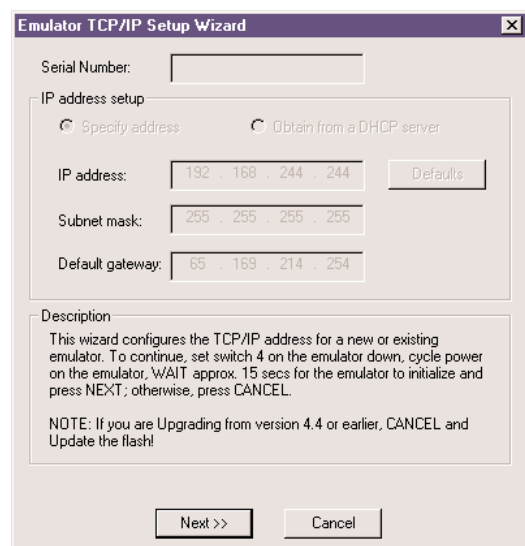 Emulator TCP/IP Setup Wizard
Serial Number:
IP address setup
Specify address
Obtain from a DHCP server
IP address:
192 . 168 . 244 . 244
Defaults
Subnet mask:
255 . 255 . 255 . 255
Default gateway:
65 . 169 . 214 . 254
Description
This wizard configures the TCP/IP address for a new or existing
emulator. To continue, set switch 4 on the emulator down, cycle power
on the emulator, WAIT approx. 15 secs for the emulator to initialize and
press NEXT; otherwise, press CANCEL.
NOTE: If you are Upgrading from version 4.4 or earlier, CANCEL and
Update the flash!
Next >>
Cancel